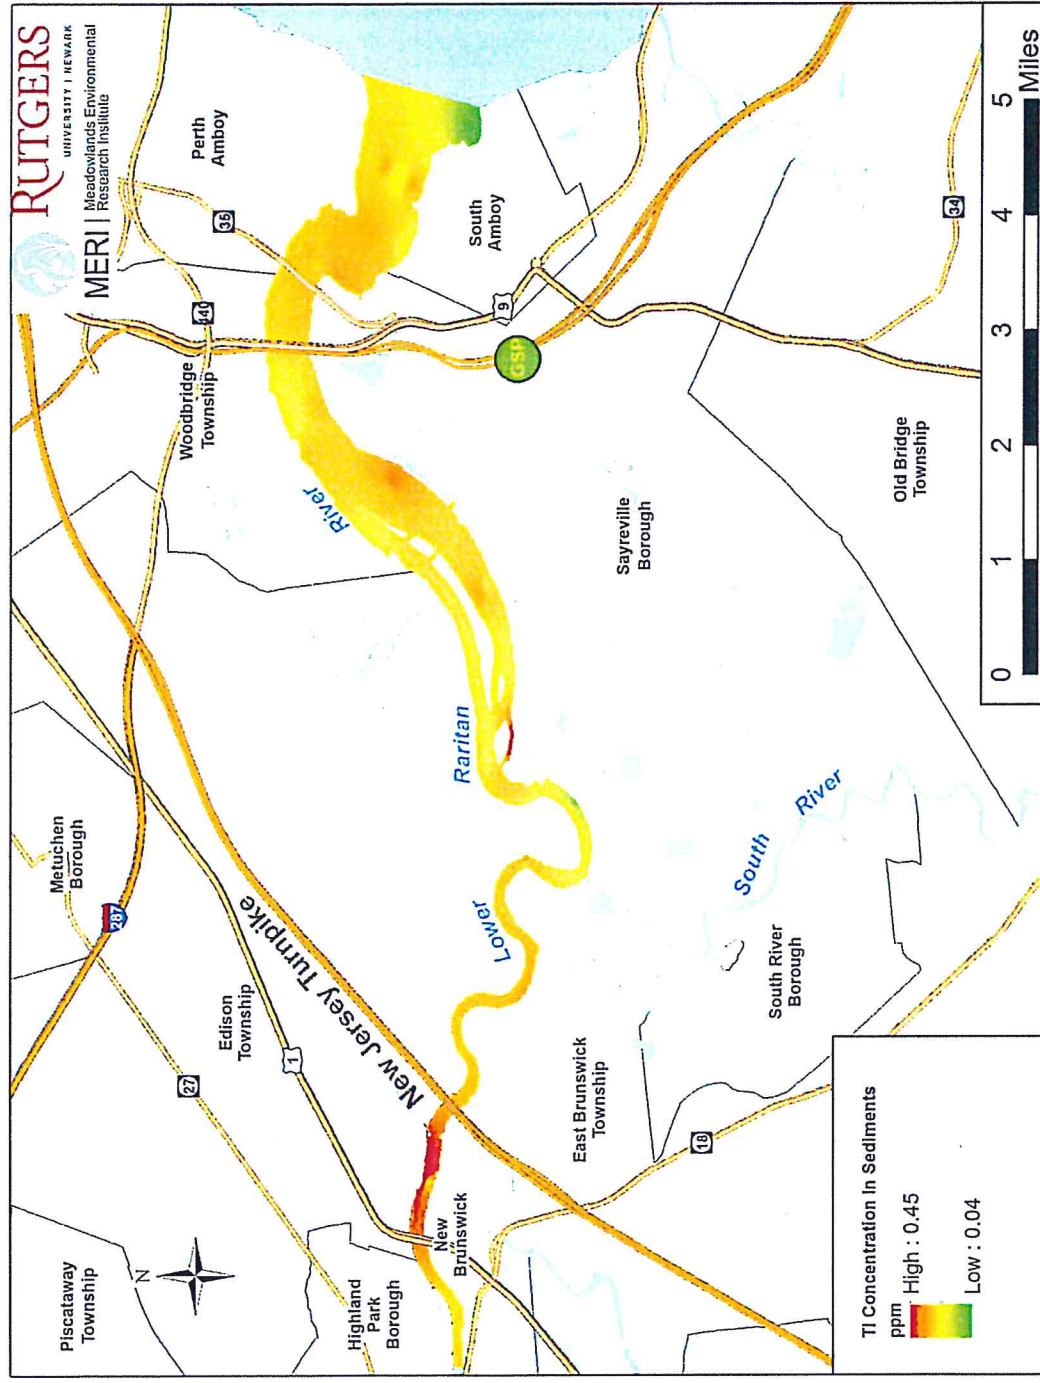 RUTGERS
UNIVERSITY | NEWARK
MERI | Meadowlands Environmental
Research Institute
Piscataway
Township
N
Metuchen
Borough
287
27
Edison
Township
Highland
Park
Borough
1
New Jersey Turnpike
New
Brunswick
Woodbridge
Township
440
35
Perth
Amboy
South
Amboy
9
GSP
Lower
Raritan
River
Sayreville
Borough
South
River
East Brunswick
Township
18
South River
Borough
Old Bridge
Township
34
Tl Concentration In Sediments
ppm
High : 0.45
Low : 0.04
0 1 2 3 4 5
Miles